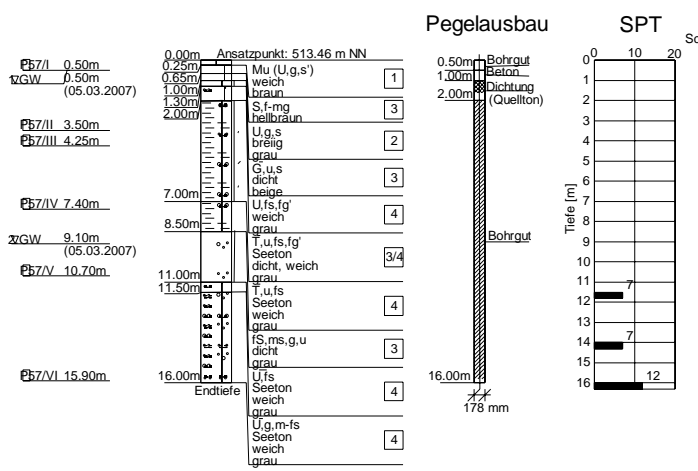 Pegelausbau
SPT
Sc
0.00m Ansatzpunkt: 513.46 m NN
P57/I 0.50m
0.50m
(05.03.2007)
P57/II 3.50m
P57/III 4.25m
P57/IV 7.40m
9.10m
(05.03.2007)
P57/V 10.70m
P57/VI 15.90m
0.25m
0.65m
1.00m
1.30m
2.00m
7.00m
8.50m
11.00m
11.50m
16.00m
Endtiefe
Mu (U,g,s')
weich
braun
1
S,f-mg
hellbraun
3
U,g,s
breiig
grau
2
G,u,s
dicht
beige
3
U,fs,fg'
weich
grau
4
T,u,fs,fg'
Seeton
dicht, weich
grau
3/4
T,u,fs
Seeton
weich
grau
4
fS,ms,g,u
dicht
grau
3
U,fs
Seeton
weich
grau
4
U,g,m-fs
Seeton
weich
grau
4
0.50m Bohrgut
1.00m Beton
2.00m Dichtung
(Quellton)
Bohrgut
16.00m
178 mm
0 10 20
Tiefe [m]
0
1
2
3
4
5
6
7
8
9
10
11
12
13
14
15
16
7
7
12